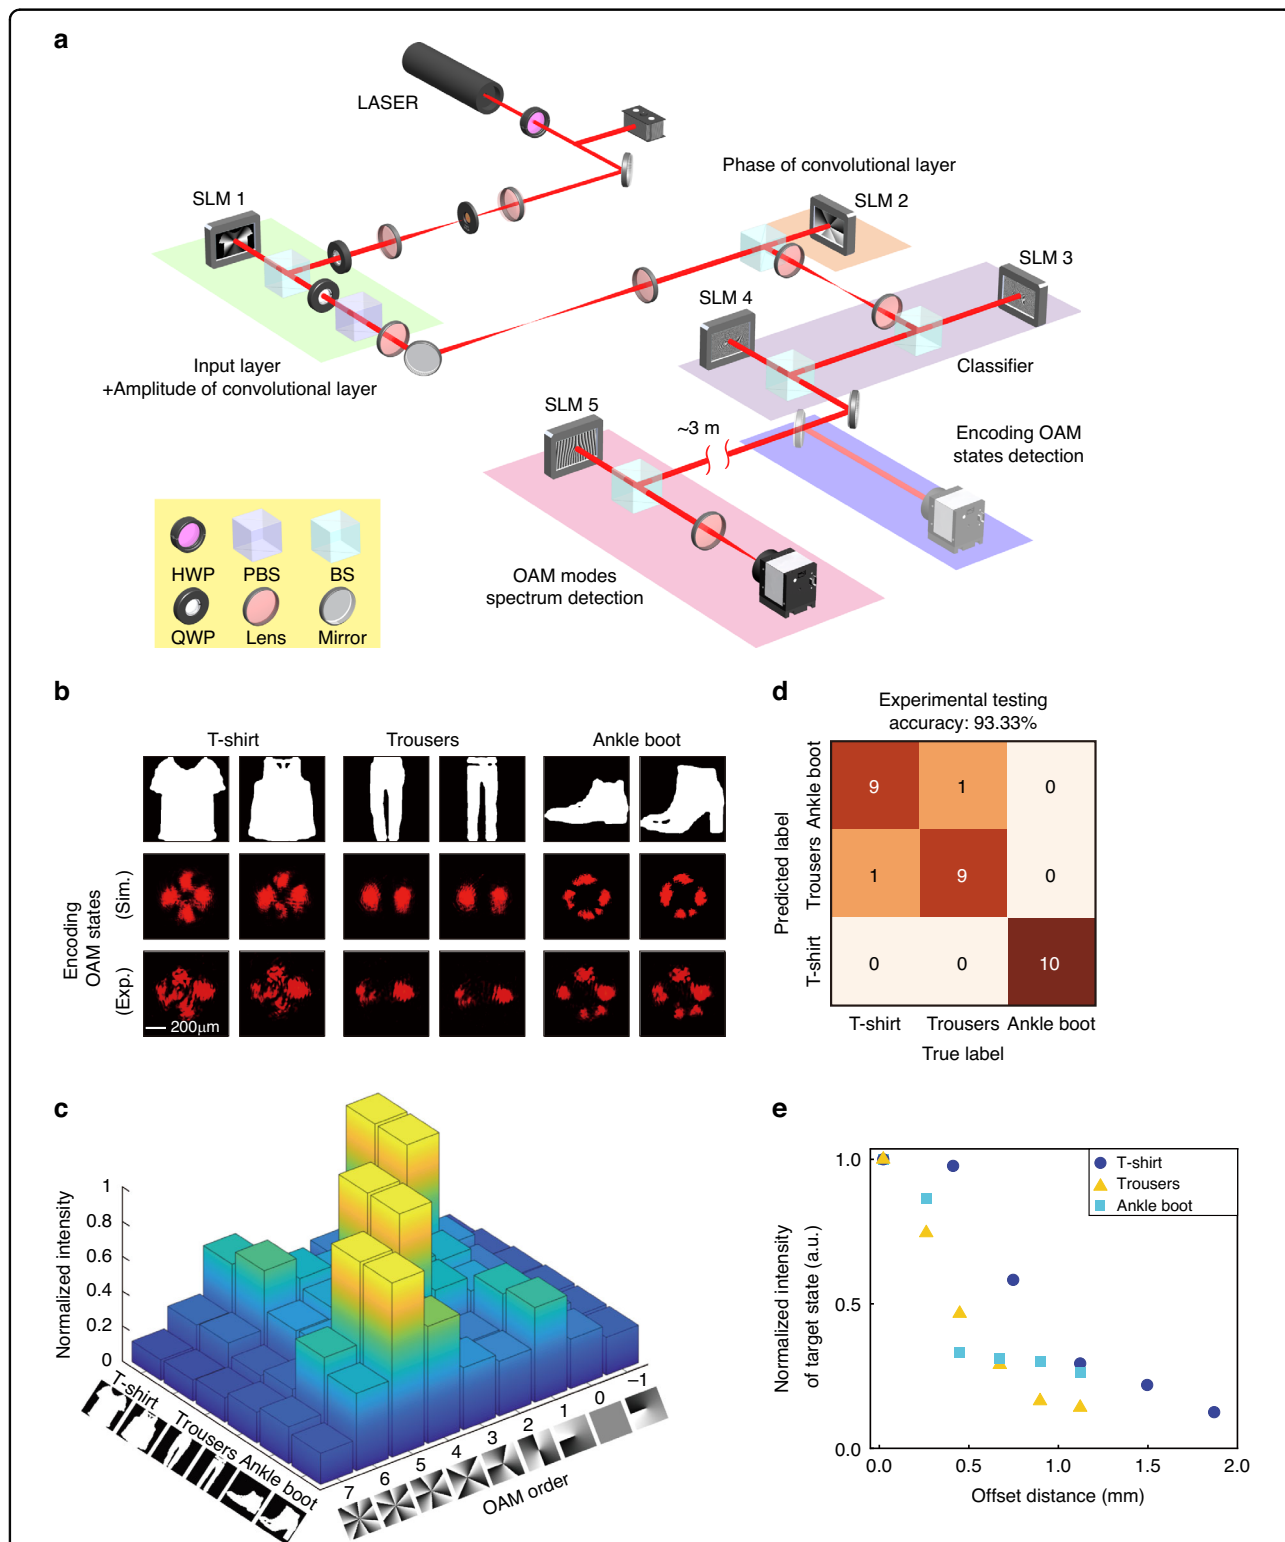 a
LASER
SLM 1
Phase of convolutional layer
SLM 2
SLM 3
SLM 4
Input layer
+Amplitude of convolutional layer
Classifier
SLM 5
~3 m
Encoding OAM
states detection
OAM modes
spectrum detection
HWP PBS BS
QWP Lens Mirror
b
T-shirt Trousers Ankle boot
Encoding
OAM states
(Sim.)
(Exp.)
200μm
d
Experimental testing
accuracy: 93.33%
Predicted label
Ankle boot
Trousers
T-shirt
9 1 0
1 9 0
0 0 10
T-shirt Trousers Ankle boot
True label
c
Normalized intensity
1
0.8
0.6
0.4
0.2
0
T-shirt
Trousers
Ankle boot
7 6 5 4 3 2 1 0 −1
OAM order
e
Normalized intensity
of target state (a.u.)
1.0
0.5
0.0
T-shirt
Trousers
Ankle boot
0.0 0.5 1.0 1.5 2.0
Offset distance (mm)